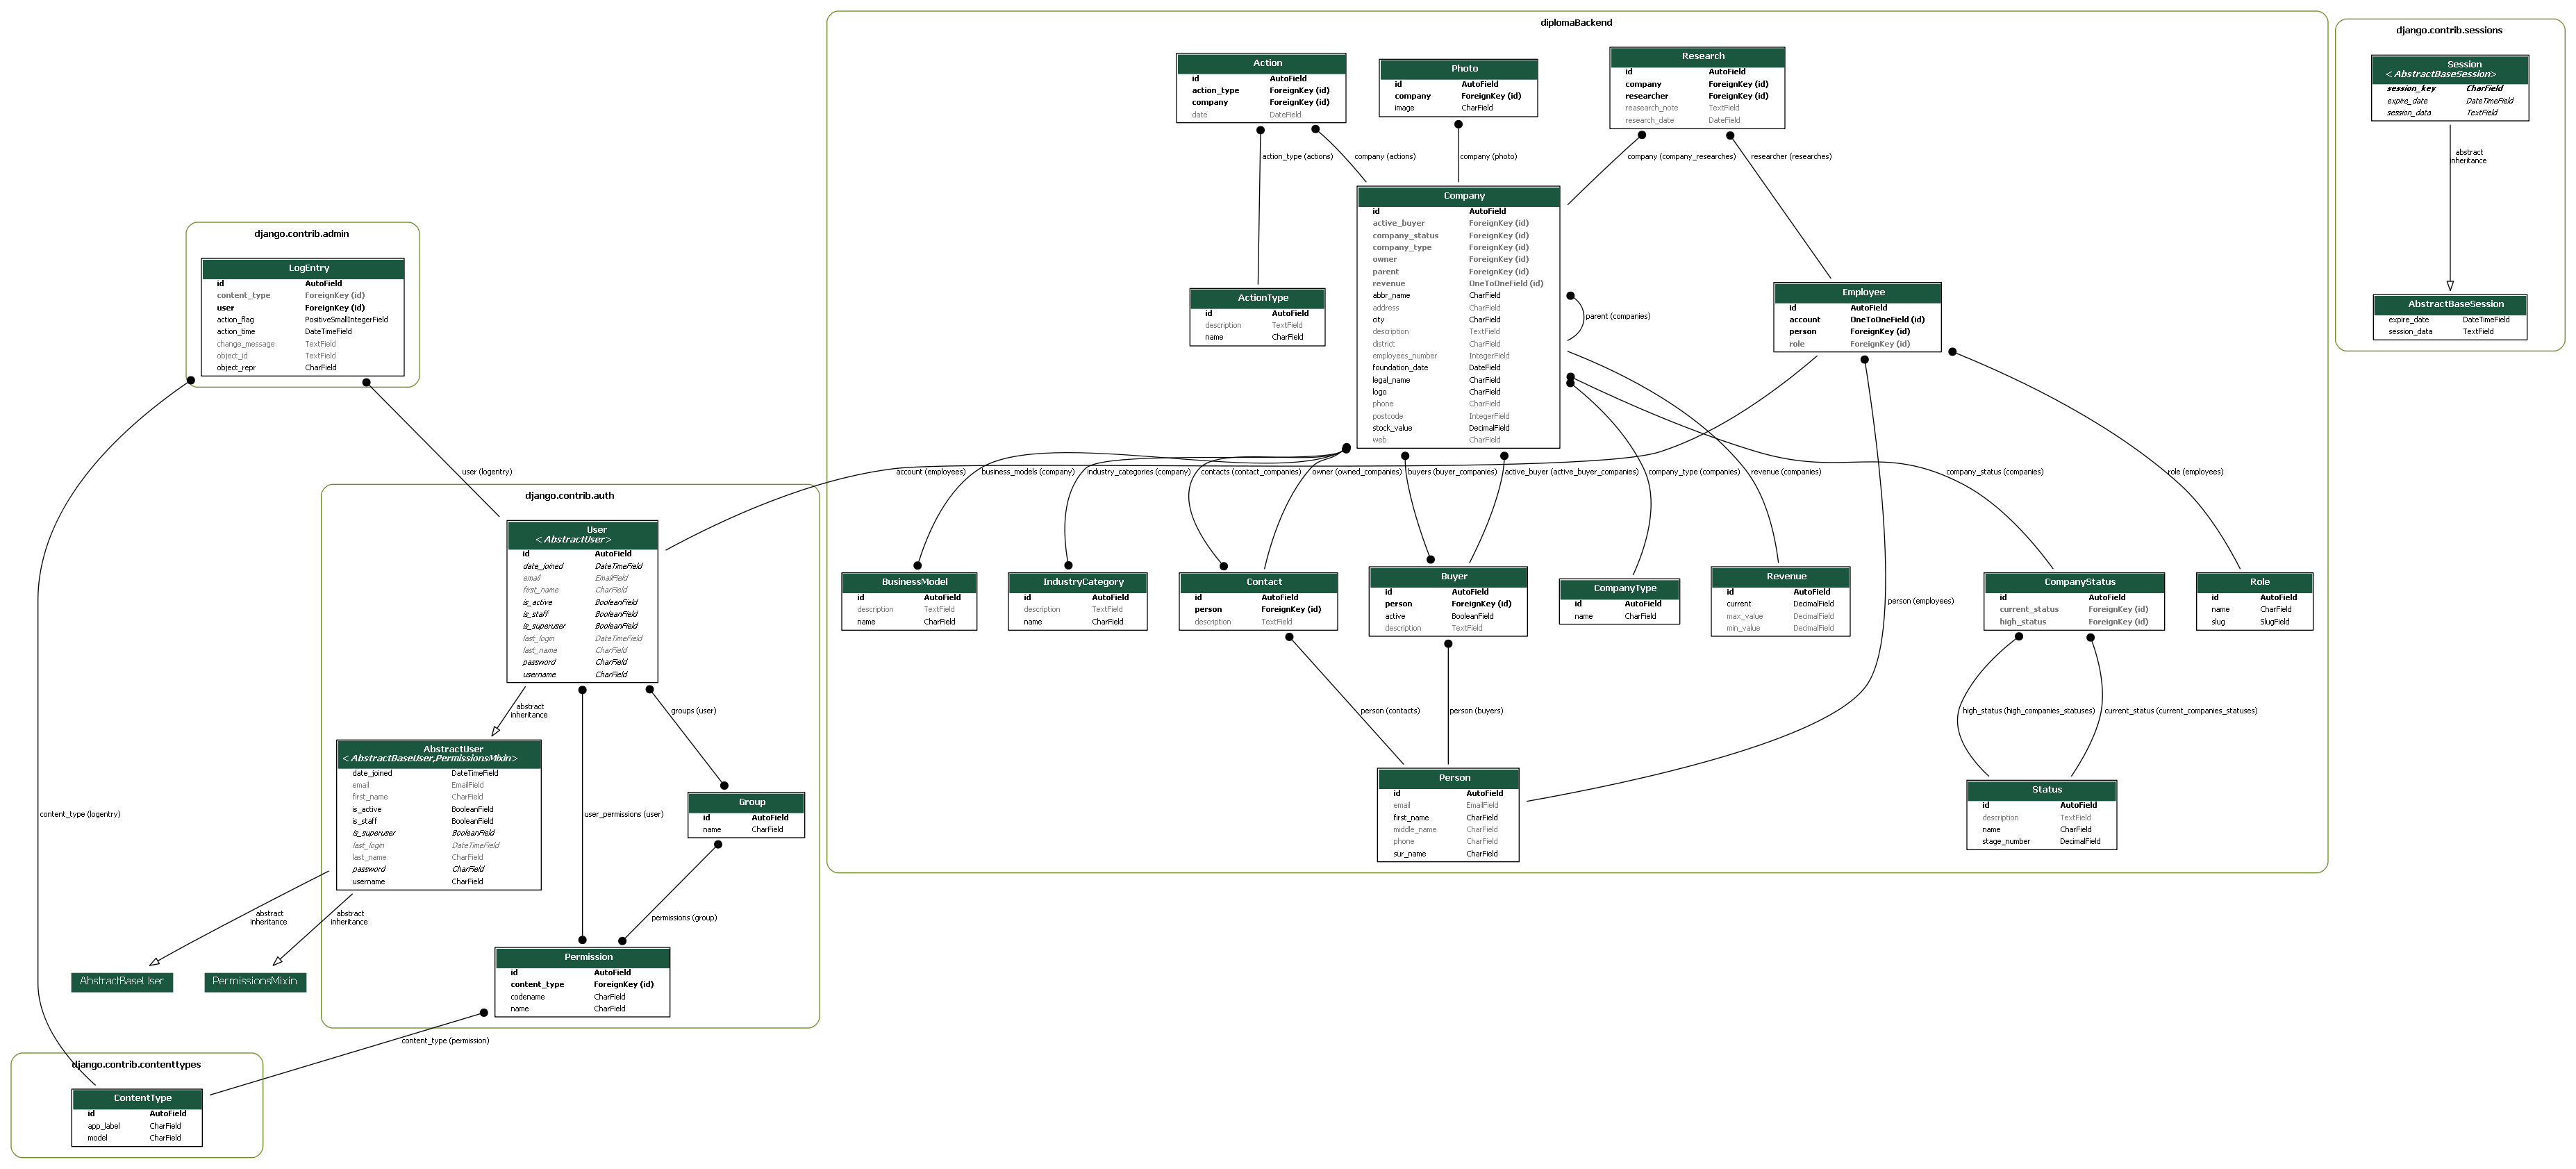 diplomaBackend
Action
id AutoField
action_type ForeignKey (id)
company ForeignKey (id)
date DateField
Photo
id AutoField
company ForeignKey (id)
image CharField
Research
id AutoField
company ForeignKey (id)
researcher ForeignKey (id)
reasearch_note TextField
research_date DateField
action_type (actions)
company (actions)
company (photo)
company (company_researches)
researcher (researches)
Company
id AutoField
active_buyer ForeignKey (id)
company_status ForeignKey (id)
company_type ForeignKey (id)
owner ForeignKey (id)
parent ForeignKey (id)
revenue OneToOneField (id)
abbr_name CharField
address CharField
city CharField
description TextField
district CharField
employees_number IntegerField
foundation_date DateField
legal_name CharField
logo CharField
phone CharField
postcode IntegerField
stock_value DecimalField
web CharField
parent (companies)
ActionType
id AutoField
description TextField
name CharField
Employee
id AutoField
account OneToOneField (id)
person ForeignKey (id)
role ForeignKey (id)
account (employees)
business_models (company)
industry_categories (company)
contacts (contact_companies)
owner (owned_companies)
buyers (buyer_companies)
active_buyer (active_buyer_companies)
company_type (companies)
revenue (companies)
company_status (companies)
role (employees)
BusinessModel
id AutoField
description TextField
name CharField
IndustryCategory
id AutoField
description TextField
name CharField
Contact
id AutoField
person ForeignKey (id)
description TextField
Buyer
id AutoField
person ForeignKey (id)
active BooleanField
description TextField
CompanyType
id AutoField
name CharField
Revenue
id AutoField
current DecimalField
max_value DecimalField
min_value DecimalField
person (employees)
CompanyStatus
id AutoField
current_status ForeignKey (id)
high_status ForeignKey (id)
Role
id AutoField
name CharField
slug SlugField
person (contacts)
person (buyers)
high_status (high_companies_statuses)
current_status (current_companies_statuses)
Person
id AutoField
email EmailField
first_name CharField
middle_name CharField
phone CharField
sur_name CharField
Status
id AutoField
description TextField
name CharField
stage_number DecimalField
django.contrib.sessions
Session
<AbstractBaseSession>
session_key CharField
expire_date DateTimeField
session_data TextField
abstract
inheritance
AbstractBaseSession
expire_date DateTimeField
session_data TextField
django.contrib.admin
LogEntry
id AutoField
content_type ForeignKey (id)
user ForeignKey (id)
action_flag PositiveSmallIntegerField
action_time DateTimeField
change_message TextField
object_id TextField
object_repr CharField
user (logentry)
content_type (logentry)
django.contrib.auth
User
<AbstractUser>
id AutoField
date_joined DateTimeField
email EmailField
first_name CharField
is_active BooleanField
is_staff BooleanField
is_superuser BooleanField
last_login DateTimeField
last_name CharField
password CharField
username CharField
abstract
inheritance
groups (user)
user_permissions (user)
AbstractUser
<AbstractBaseUser,PermissionsMixin>
date_joined DateTimeField
email EmailField
first_name CharField
is_active BooleanField
is_staff BooleanField
is_superuser BooleanField
last_login DateTimeField
last_name CharField
password CharField
username CharField
Group
id AutoField
name CharField
permissions (group)
abstract
inheritance
abstract
inheritance
AbstractBaseUser
PermissionsMixin
Permission
id AutoField
content_type ForeignKey (id)
codename CharField
name CharField
content_type (permission)
django.contrib.contenttypes
ContentType
id AutoField
app_label CharField
model CharField